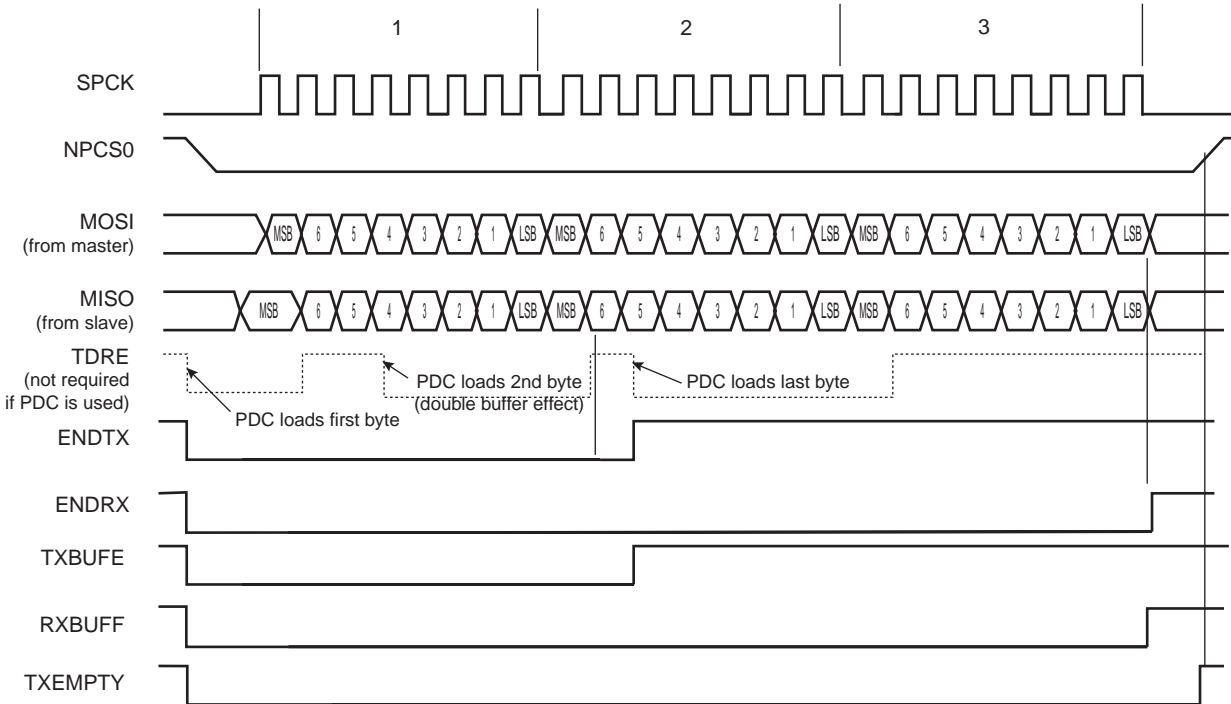 1 2 3
SPCK
NPCS0
MOSI
(from master)
MSB 6 5 4 3 2 1 LSB MSB 6 5 4 3 2 1 LSB MSB 6 5 4 3 2 1 LSB
MISO
(from slave)
MSB 6 5 4 3 2 1 LSB MSB 6 5 4 3 2 1 LSB MSB 6 5 4 3 2 1 LSB
TDRE
(not required
if PDC is used)
PDC loads first byte
PDC loads 2nd byte
(double buffer effect)
PDC loads last byte
ENDTX
ENDRX
TXBUFE
RXBUFF
TXEMPTY